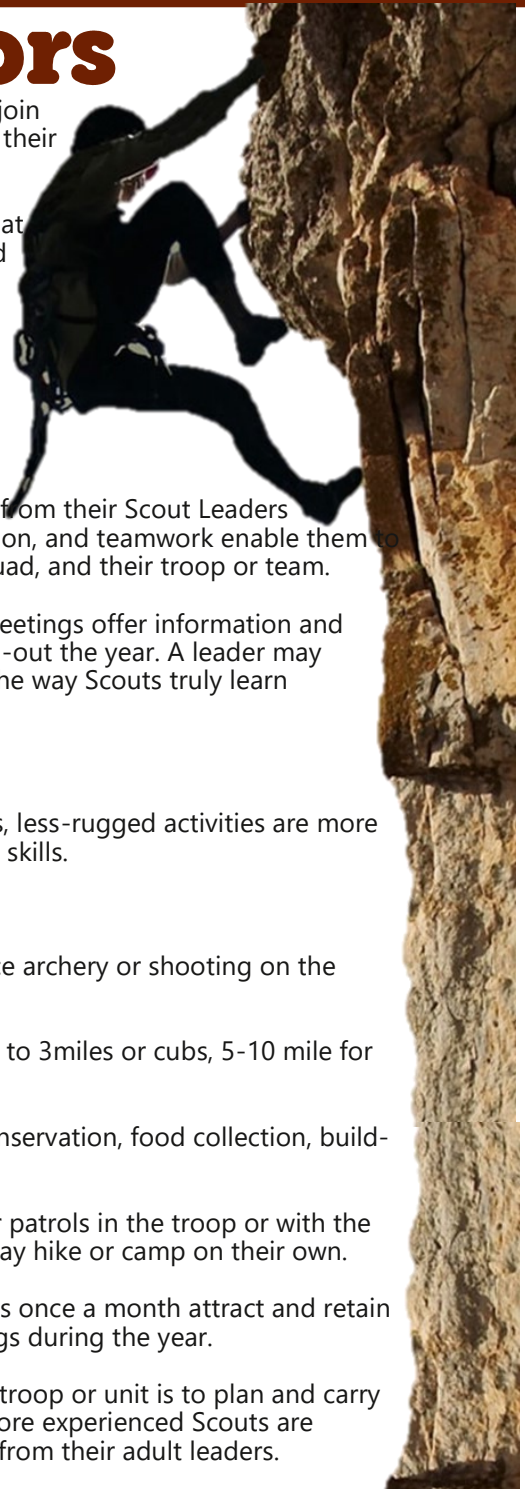 ors
join
their
at
d
from their Scout Leaders
on, and teamwork enable them to
uad, and their troop or team.
eetings offer information and
-out the year. A leader may
he way Scouts truly learn
s, less-rugged activities are more
skills.
ce archery or shooting on the
to 3miles or cubs, 5-10 mile for
nservation, food collection, build-
r patrols in the troop or with the
ay hike or camp on their own.
s once a month attract and retain
gs during the year.
troop or unit is to plan and carry
ore experienced Scouts are
from their adult leaders.